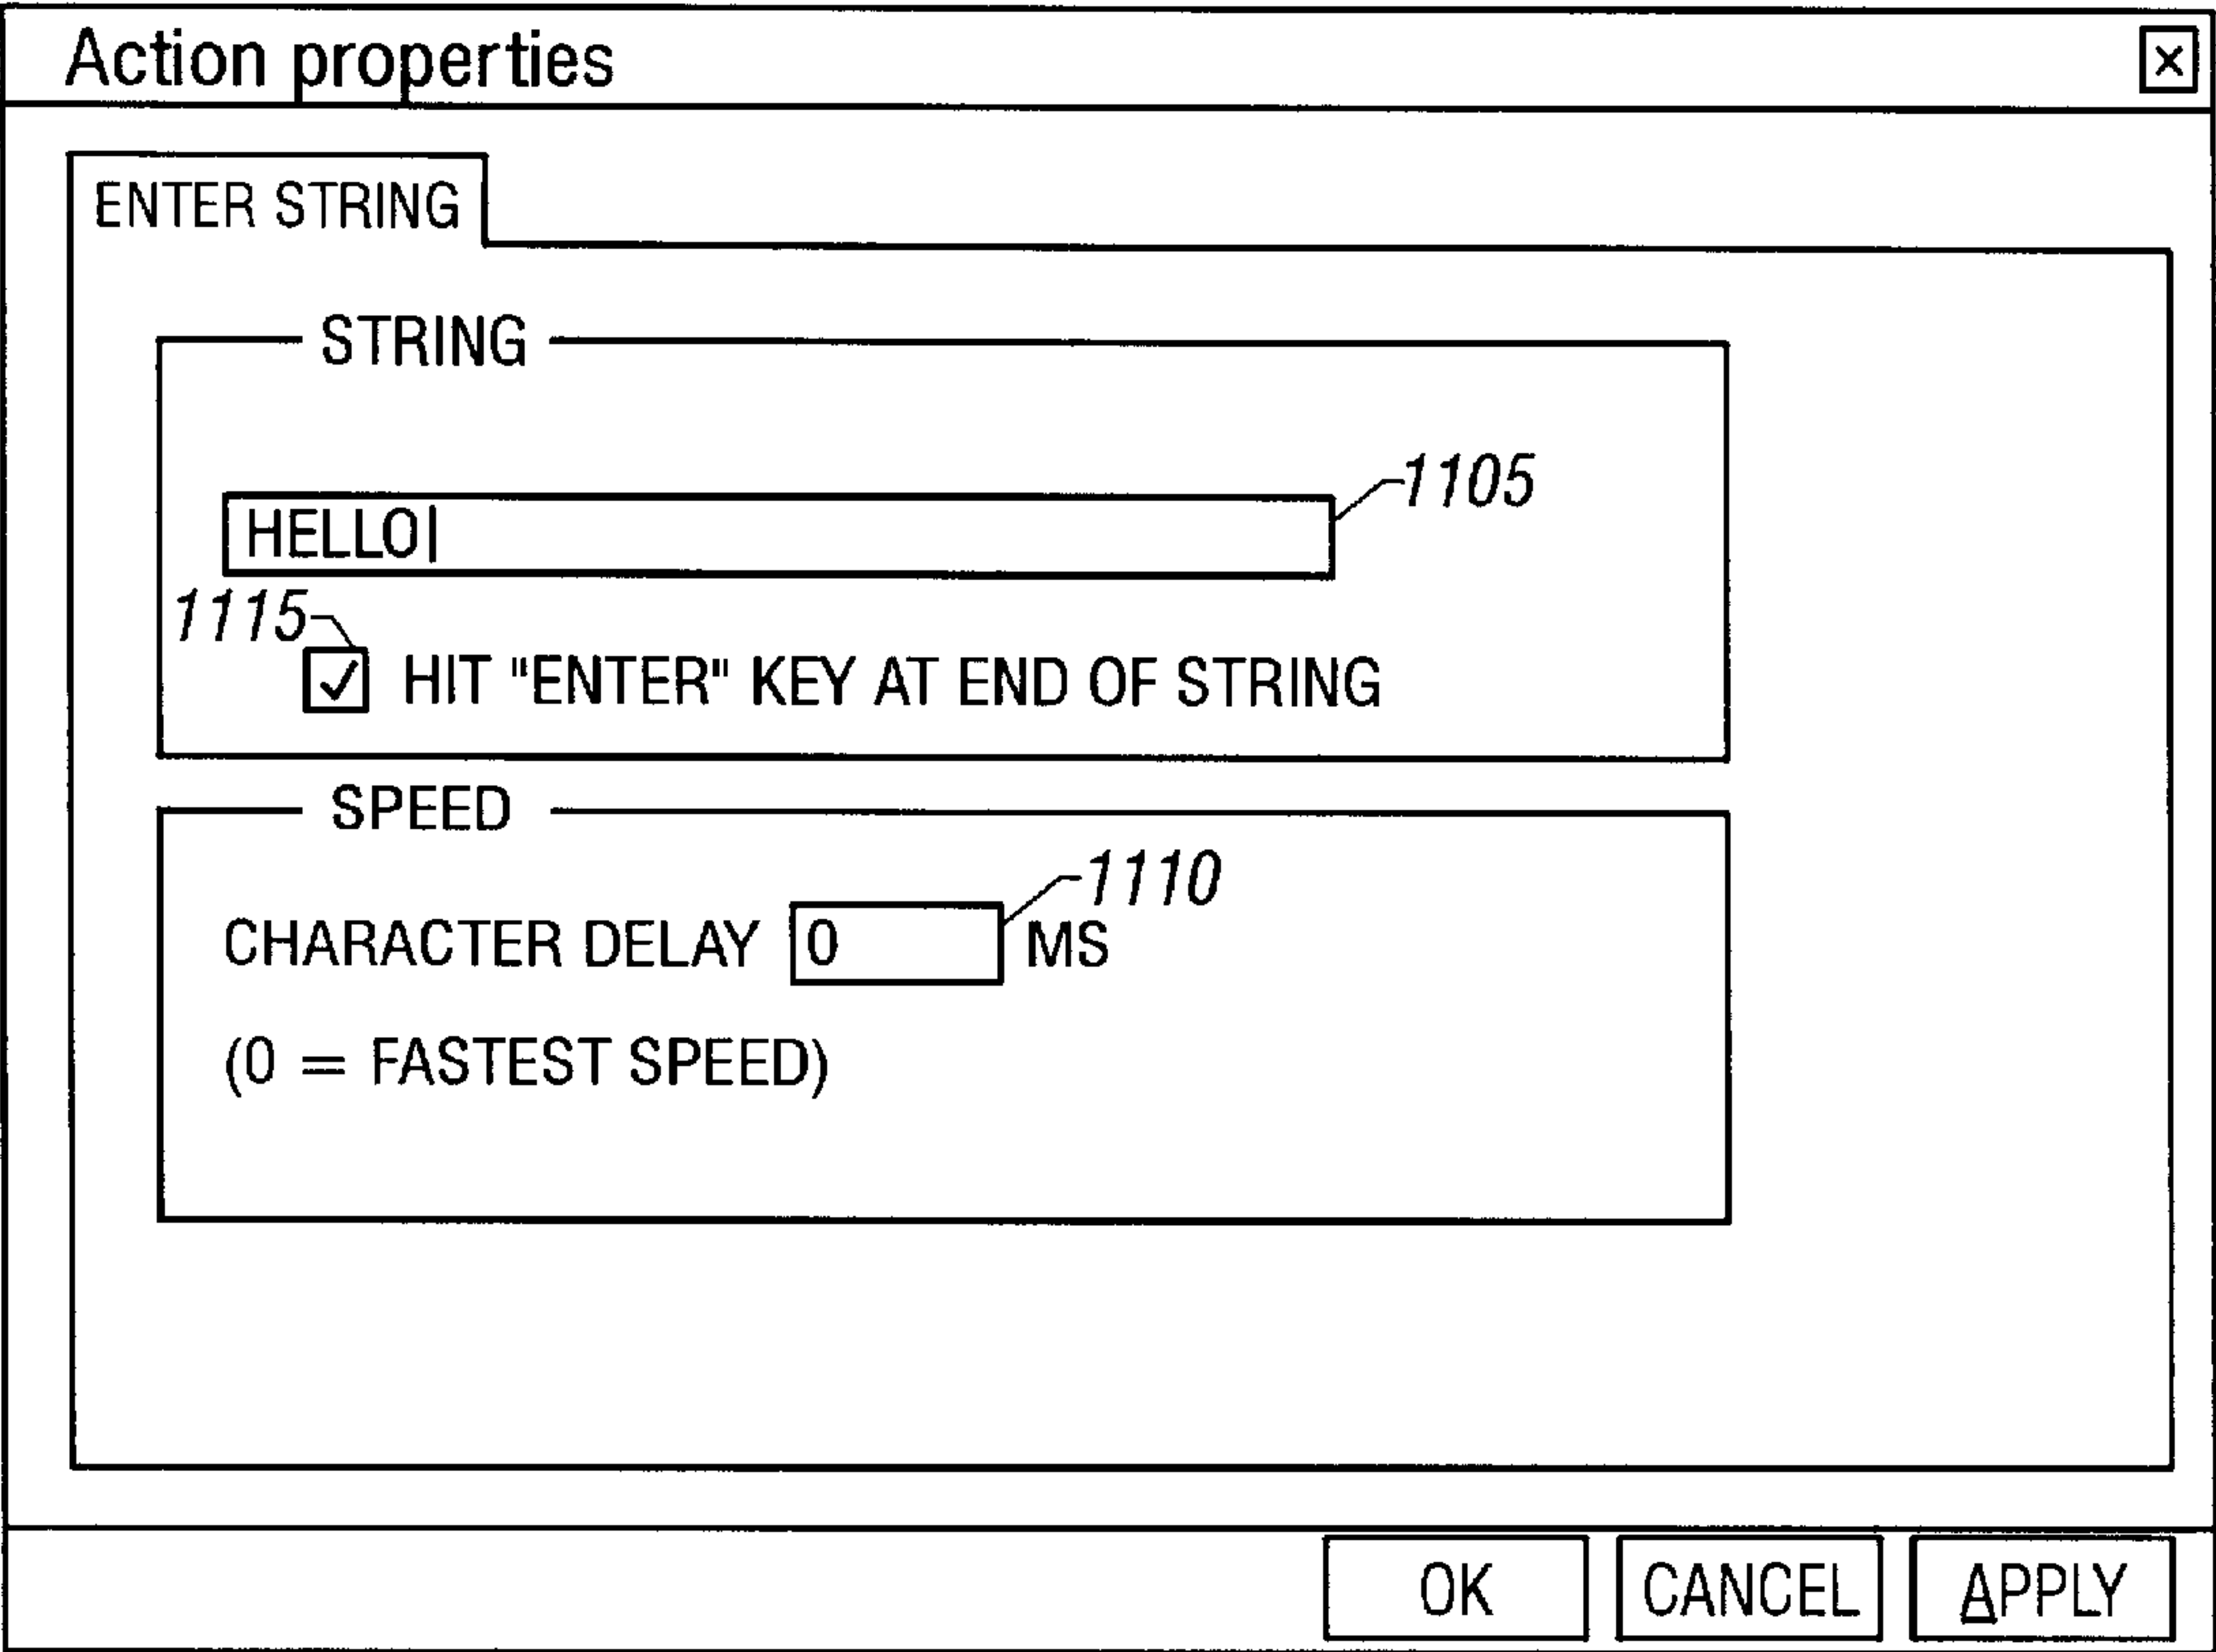 Action properties
ENTER STRING
STRING
1105
HELLO
1115
HIT "ENTER" KEY AT END OF STRING
SPEED
1110
CHARACTER DELAY 0 MS
(0 = FASTEST SPEED)
OK CANCEL APPLY